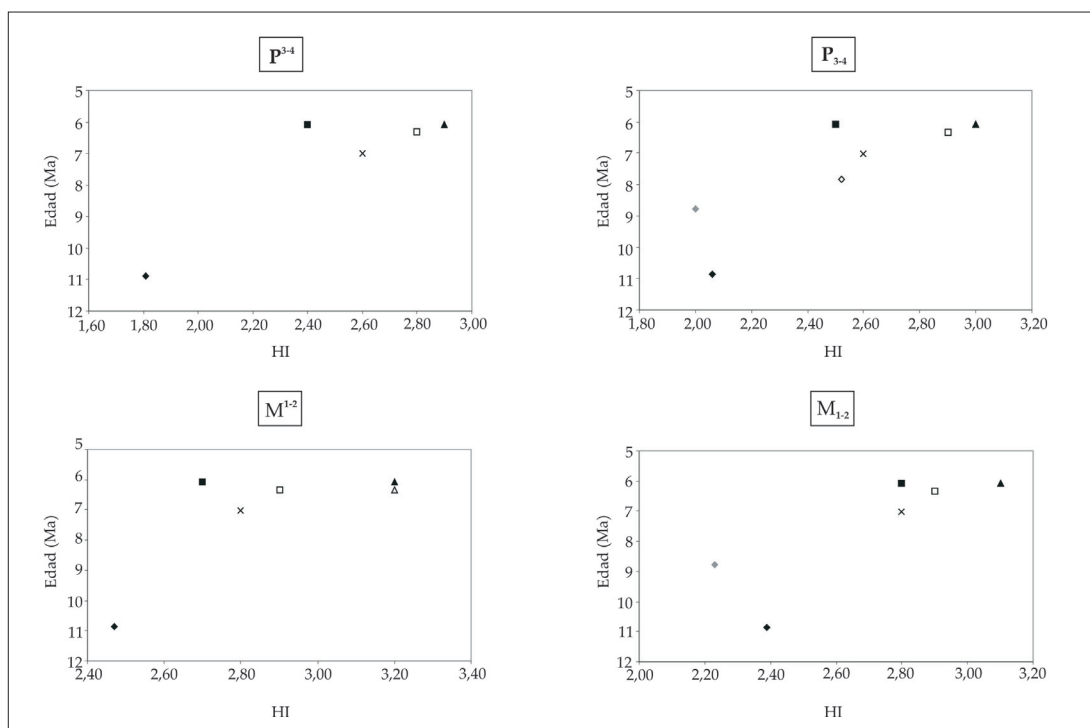 P³⁻⁴
Edad (Ma)
5
6
7
8
9
10
11
12
1,60 1,80 2,00 2,20 2,40 2,60 2,80 3,00
HI
P₃₋₄
Edad (Ma)
5
6
7
8
9
10
11
12
1,80 2,00 2,20 2,40 2,60 2,80 3,00 3,20
HI
M¹⁻²
Edad (Ma)
5
6
7
8
9
10
11
12
2,40 2,60 2,80 3,00 3,20 3,40
HI
M₁₋₂
Edad (Ma)
5
6
7
8
9
10
11
12
2,00 2,20 2,40 2,60 2,80 3,00 3,20
HI